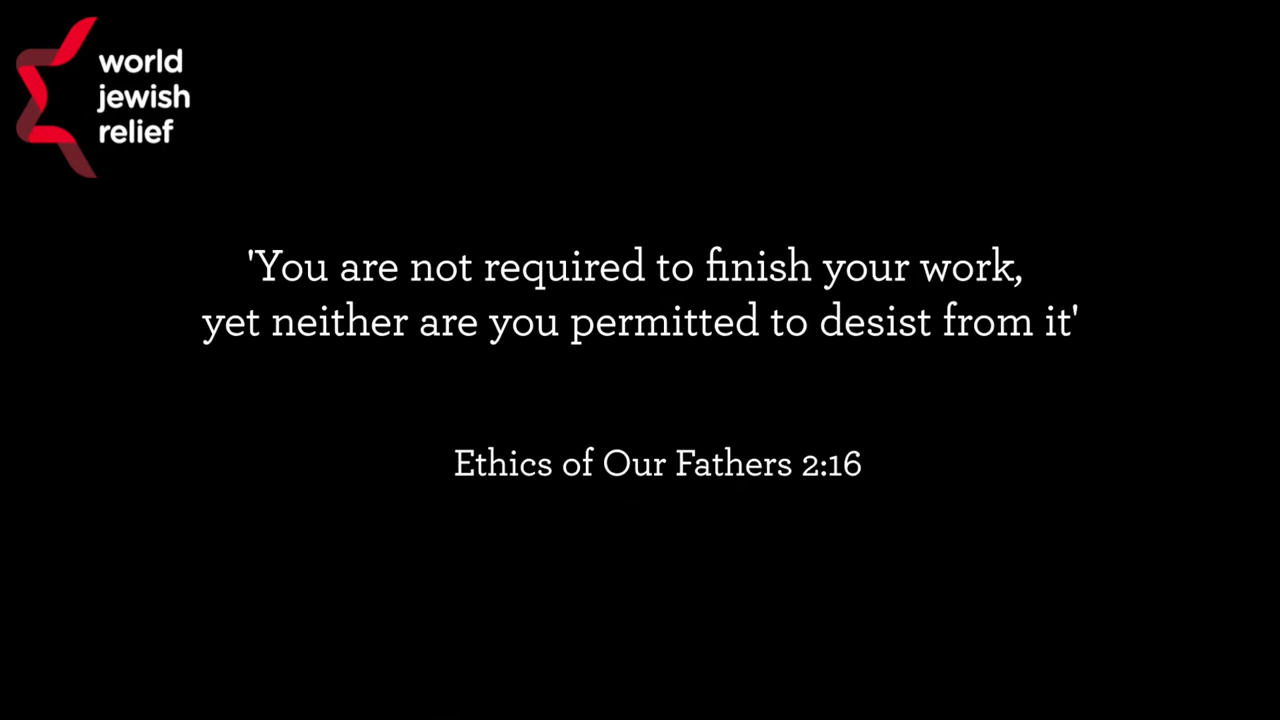 world
jewish
relief
'You are not required to finish your work,
yet neither are you permitted to desist from it'
Ethics of Our Fathers 2:16